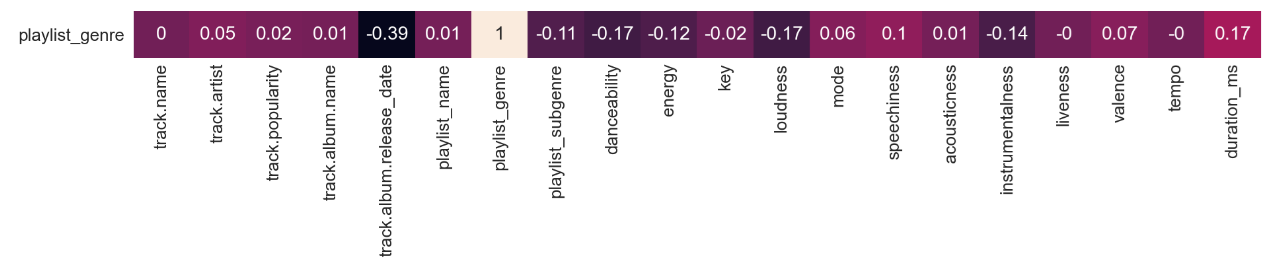 playlist_genre 0 0.05 0.02 0.01 -0.39 0.01 1 -0.11 -0.17 -0.12 -0.02 -0.17 0.06 0.1 0.01 -0.14 -0 0.07 -0 0.17
track.name
track.artist
track.popularity
track.album.name
track.album.release_date
playlist_name
playlist_genre
playlist_subgenre
danceability
energy
key
loudness
mode
speechiness
acousticness
instrumentalness
liveness
valence
tempo
duration_ms